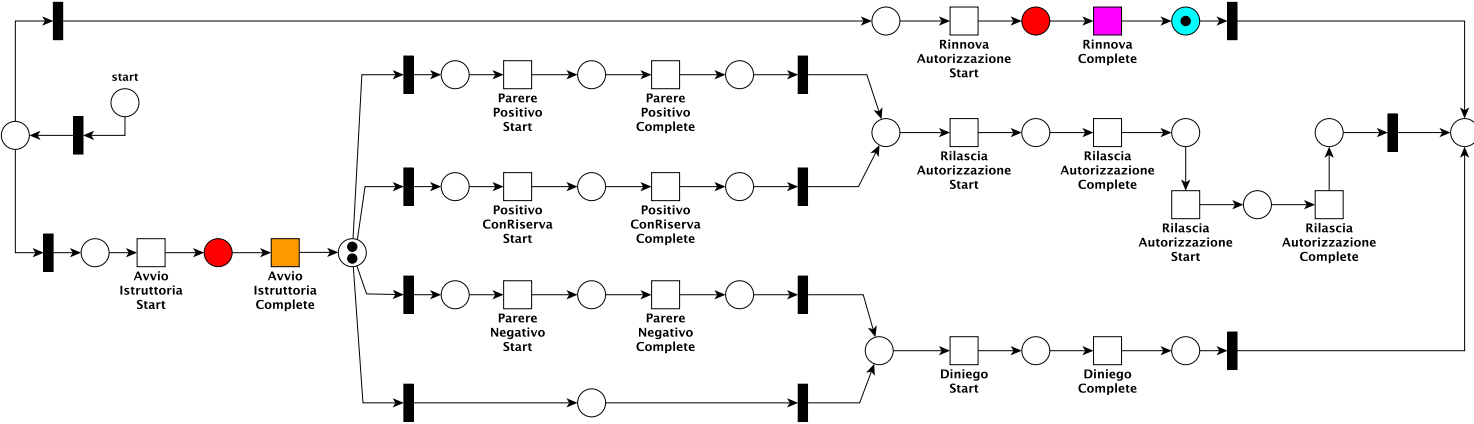 Rinnova
Autorizzazione
Start
Rinnova
Complete
start
Parere
Positivo
Start
Parere
Positivo
Complete
Rilascia
Autorizzazione
Start
Rilascia
Autorizzazione
Complete
Positivo
ConRiserva
Start
Positivo
ConRiserva
Complete
Rilascia
Autorizzazione
Start
Rilascia
Autorizzazione
Complete
Avvio
Istruttoria
Start
Avvio
Istruttoria
Complete
Parere
Negativo
Start
Parere
Negativo
Complete
Diniego
Start
Diniego
Complete